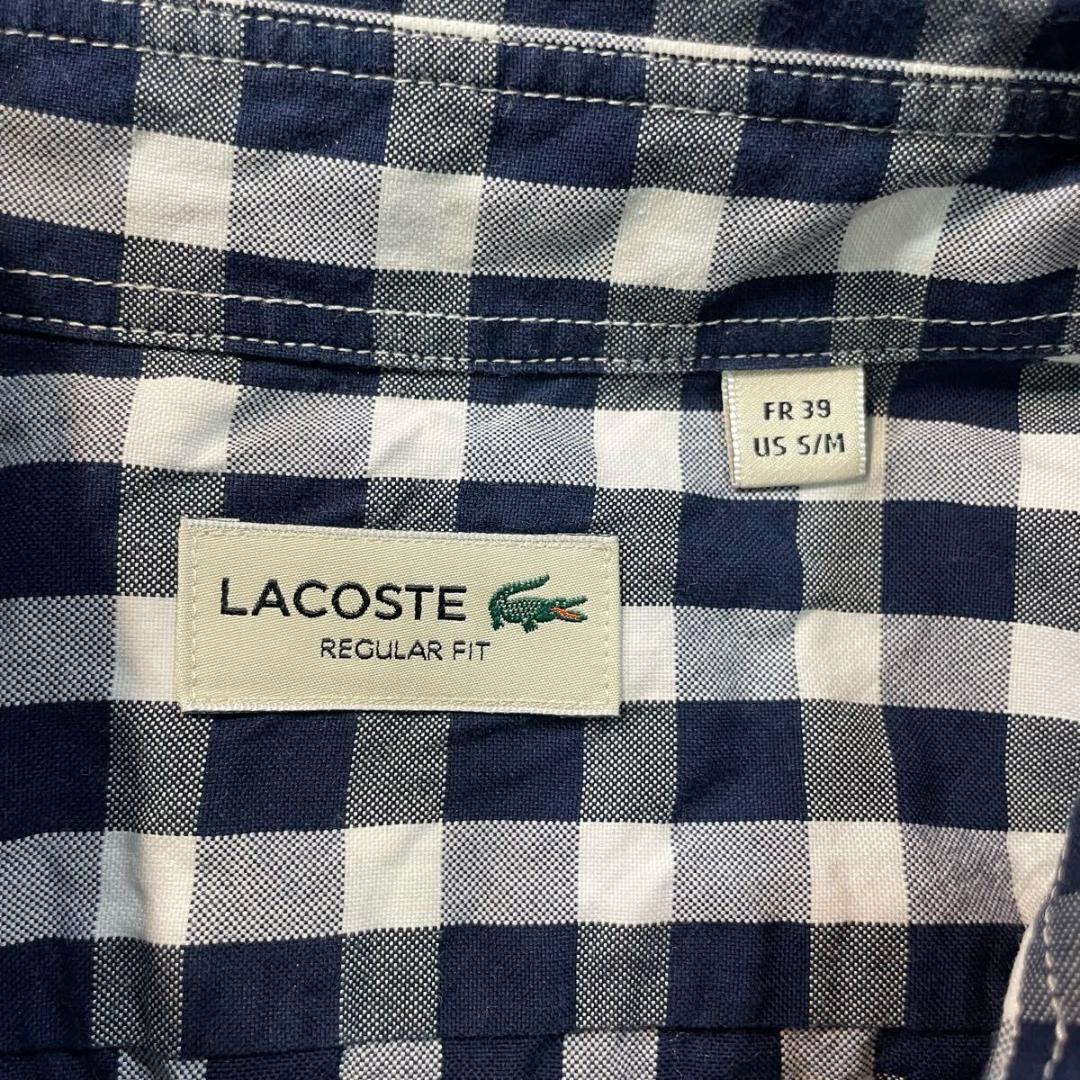 FR 39
US S/M
LACOSTE
REGULAR FIT